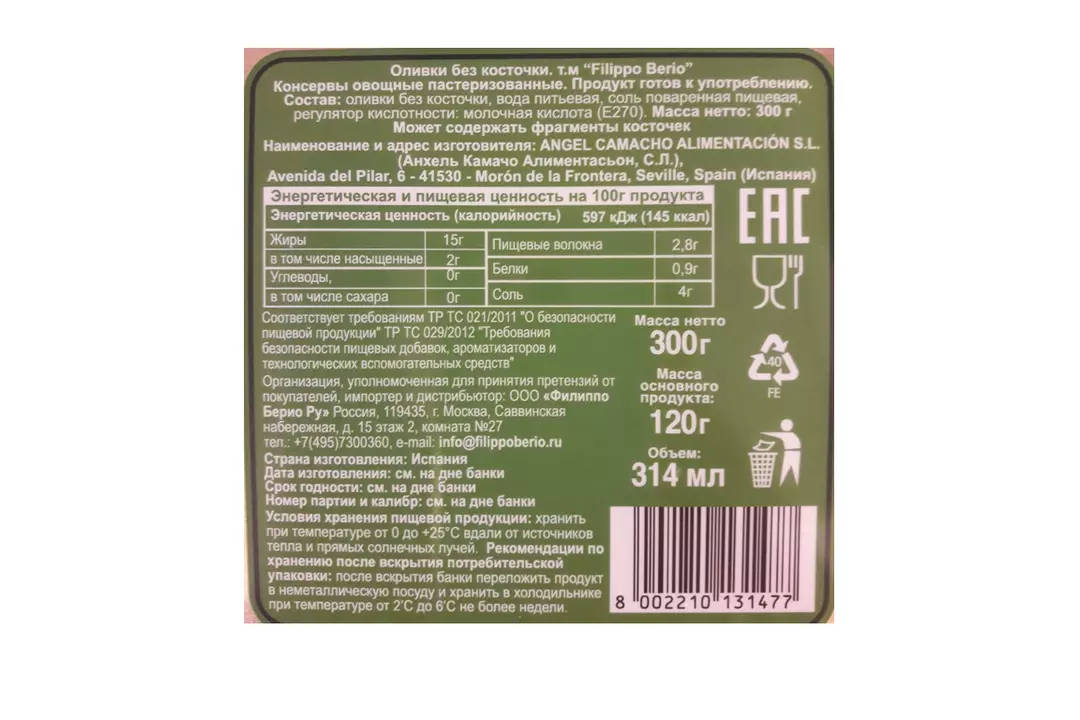 Оливки без косточки. т.м “Filippo Berio”
Консервы овощные пастеризованные. Продукт готов к употреблению.
Состав: оливки без косточки, вода питьевая, соль поваренная пищевая,
регулятор кислотности: молочная кислота (Е270). Масса нетто: 300 г
Может содержать фрагменты косточек
Наименование и адрес изготовителя: ANGEL CAMACHO ALIMENTACIÓN S.L.
(Анхель Камачо Алиментасьон, С.Л.),
Avenida del Pilar, 6 - 41530 - Morón de la Frontera, Seville, Spain (Испания)
Энергетическая и пищевая ценность на 100г продукта
Энергетическая ценность (калорийность) 597 кДж (145 ккал)
Жиры 15г
в том числе насыщенные 2г
Углеводы, 0г
в том числе сахара 0г
Пищевые волокна 2,8г
Белки 0,9г
Соль 4г
EAC
Соответствует требованиям ТР ТС 021/2011 "О безопасности
пищевой продукции" ТР ТС 029/2012 "Требования
безопасности пищевых добавок, ароматизаторов и
технологических вспомогательных средств"
Организация, уполномоченная для принятия претензий от
покупателей, импортер и дистрибьютор: ООО «Филиппо
Берио Ру» Россия, 119435, г. Москва, Саввинская
набережная, д. 15 этаж 2, комната №27
тел.: +7(495)7300360, e-mail: info@filippoberio.ru
Страна изготовления: Испания
Дата изготовления: см. на дне банки
Срок годности: см. на дне банки
Номер партии и калибр: см. на дне банки
Условия хранения пищевой продукции: хранить
при температуре от 0 до +25°С вдали от источников
тепла и прямых солнечных лучей. Рекомендации по
хранению после вскрытия потребительской
упаковки: после вскрытия банки переложить продукт
в неметаллическую посуду и хранить в холодильнике
при температуре от 2'С до 6'С не более недели.
Масса нетто
300г
Масса
основного
продукта:
120г
Объем:
314 мл
40
FE
8 002210 131477